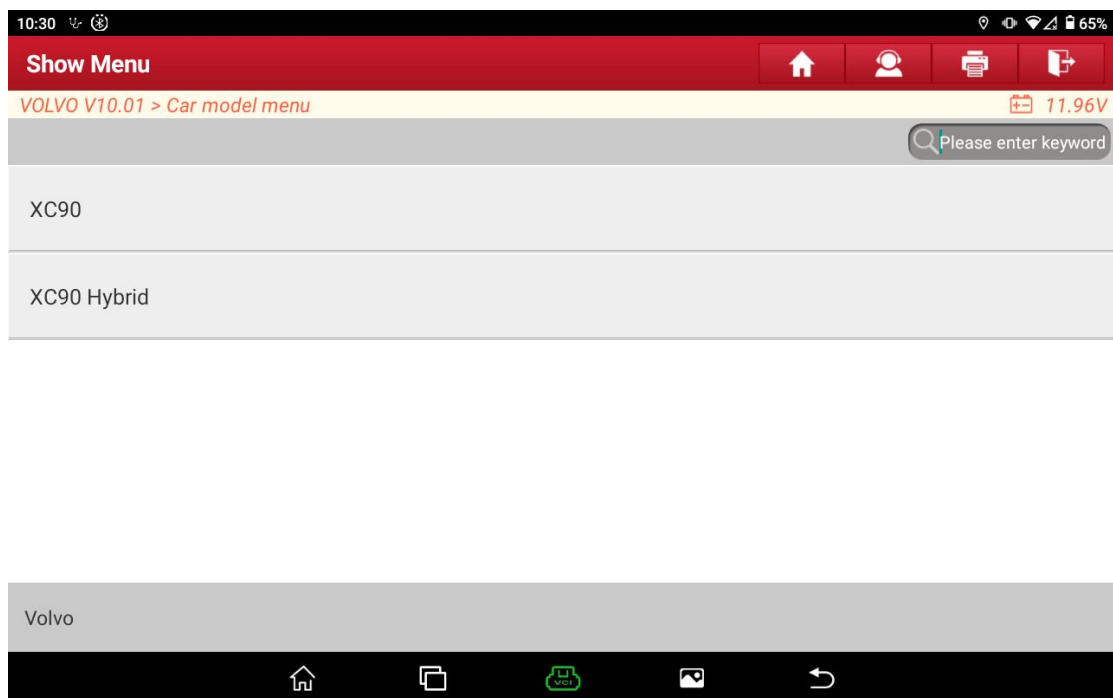 10:30 65%
Show Menu
VOLVO V10.01 > Car model menu 11.96V
Please enter keyword
XC90
XC90 Hybrid
Volvo
VCI